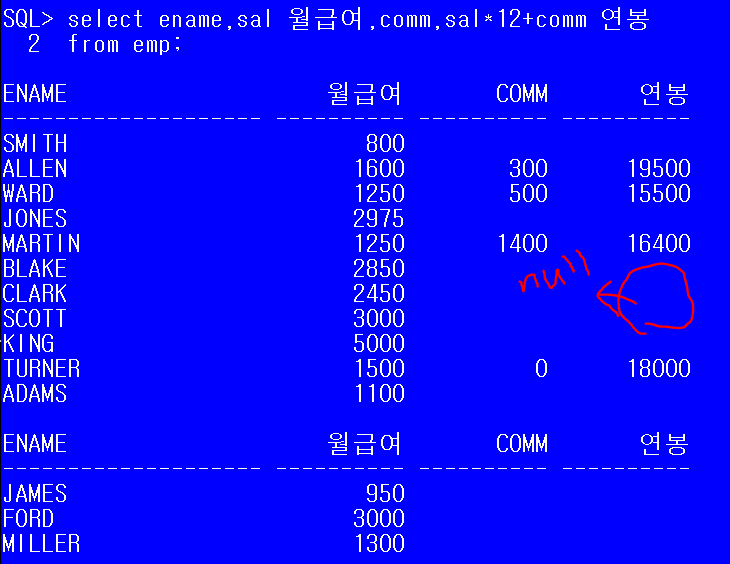 SQL> select ename,sal 월급여,comm,sal*12+comm 연봉
2 from emp;
ENAME 월급여 COMM 연봉
-------------------- ---------- ---------- ----------
SMITH 800
ALLEN 1600 300 19500
WARD 1250 500 15500
JONES 2975
MARTIN 1250 1400 16400
BLAKE 2850
null
CLARK 2450
SCOTT 3000
KING 5000
TURNER 1500 0 18000
ADAMS 1100
ENAME 월급여 COMM 연봉
-------------------- ---------- ---------- ----------
JAMES 950
FORD 3000
MILLER 1300